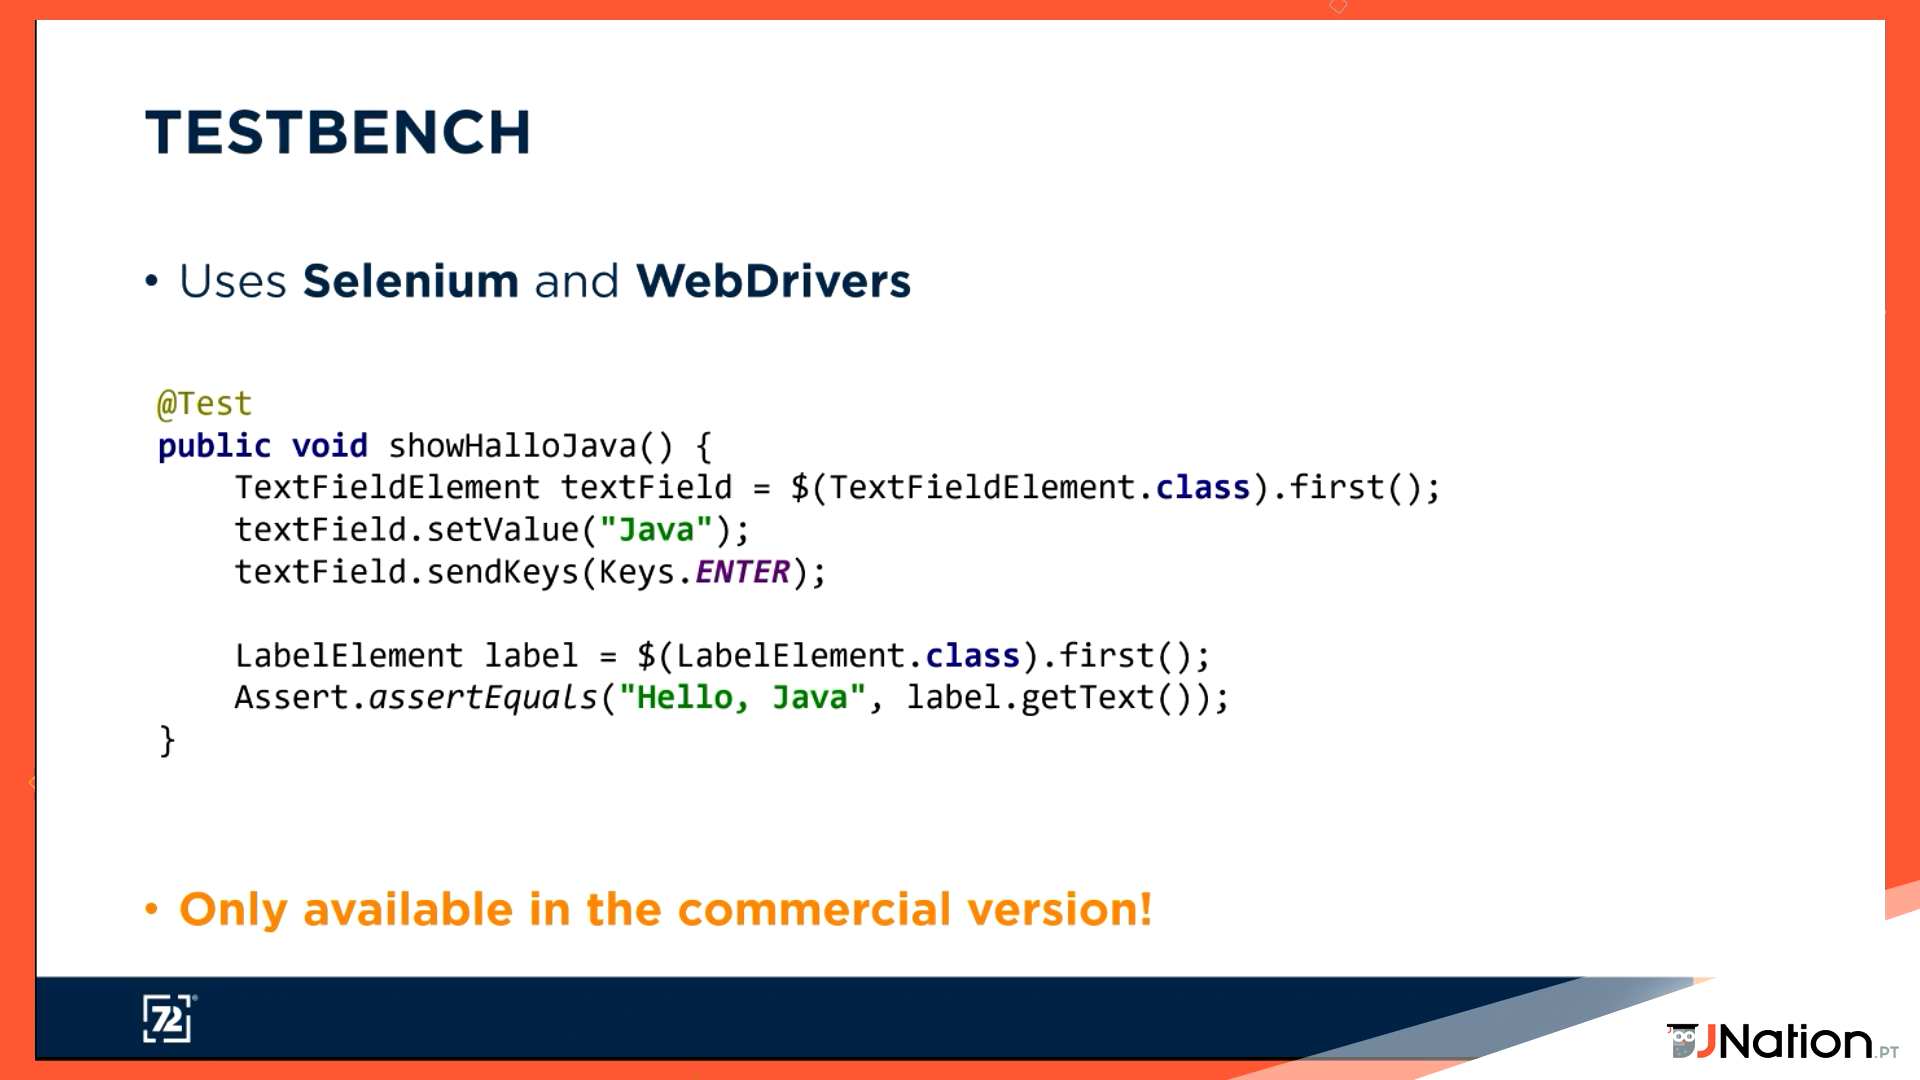 TESTBENCH
• Uses Selenium and WebDrivers
@Test
public void showHalloJava() {
    TextFieldElement textField = $(TextFieldElement.class).first();
    textField.setValue("Java");
    textField.sendKeys(Keys.ENTER);
    LabelElement label = $(LabelElement.class).first();
    Assert.assertEquals("Hello, Java", label.getText());
}
• Only available in the commercial version!
72®
JNation.PT